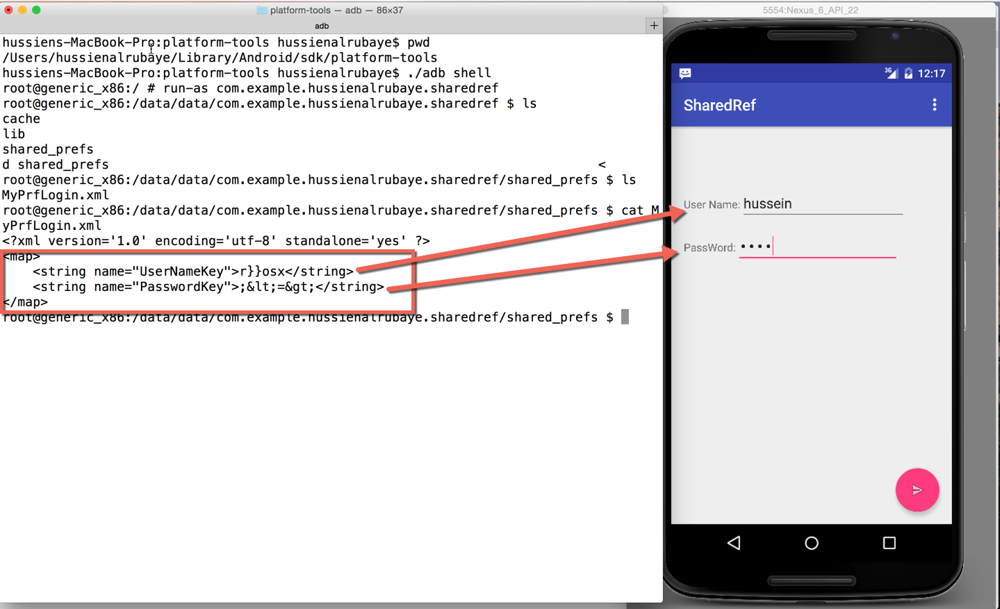 platform-tools — adb — 86×37
adb
+
hussiens-MacBook-Pro:platform-tools hussienalrubaye$ pwd
/Users/hussienalrubaye/Library/Android/sdk/platform-tools
hussiens-MacBook-Pro:platform-tools hussienalrubaye$ ./adb shell
root@generic_x86:/ # run-as com.example.hussienalrubaye.sharedref
root@generic_x86:/data/data/com.example.hussienalrubaye.sharedref $ ls
cache
lib
shared_prefs
d shared_prefs <
root@generic_x86:/data/data/com.example.hussienalrubaye.sharedref/shared_prefs $ ls
MyPrfLogin.xml
root@generic_x86:/data/data/com.example.hussienalrubaye.sharedref/shared_prefs $ cat M
yPrfLogin.xml
<?xml version='1.0' encoding='utf-8' standalone='yes' ?>
<map>
    <string name="UserNameKey">r}}osx</string>
    <string name="PasswordKey">;&lt;=&gt;</string>
</map>
root@generic_x86:/data/data/com.example.hussienalrubaye.sharedref/shared_prefs $
5554:Nexus_6_API_22
3G 12:17
SharedRef
User Name: hussein
PassWord: ••••